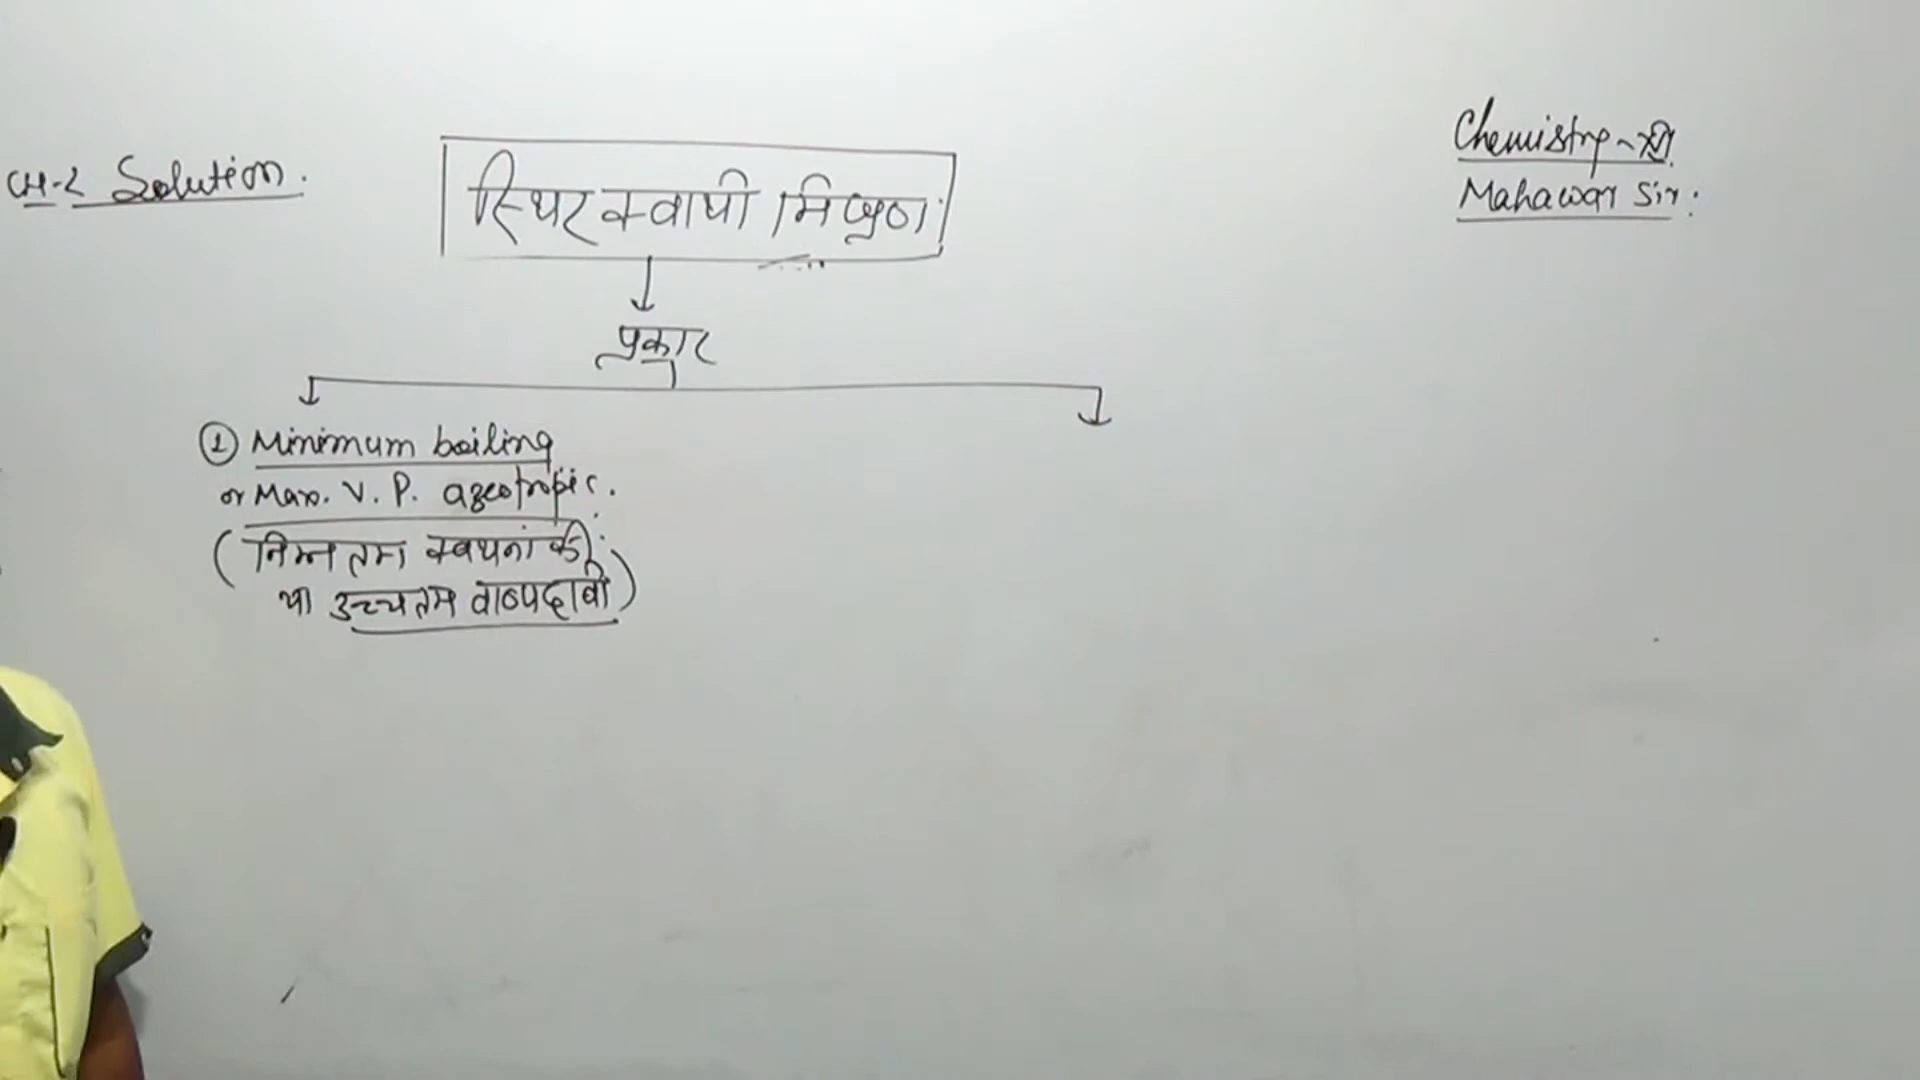 CH-2 Solution.
स्थिर क्वाथी मिश्रण
Chemistry-XII
Mahawar Sir.
प्रकार
① Minimum boiling
or Max. V. P. azeotropic.
(निम्नतम क्वथनांकी
या उच्चतम वाष्पदाबी)